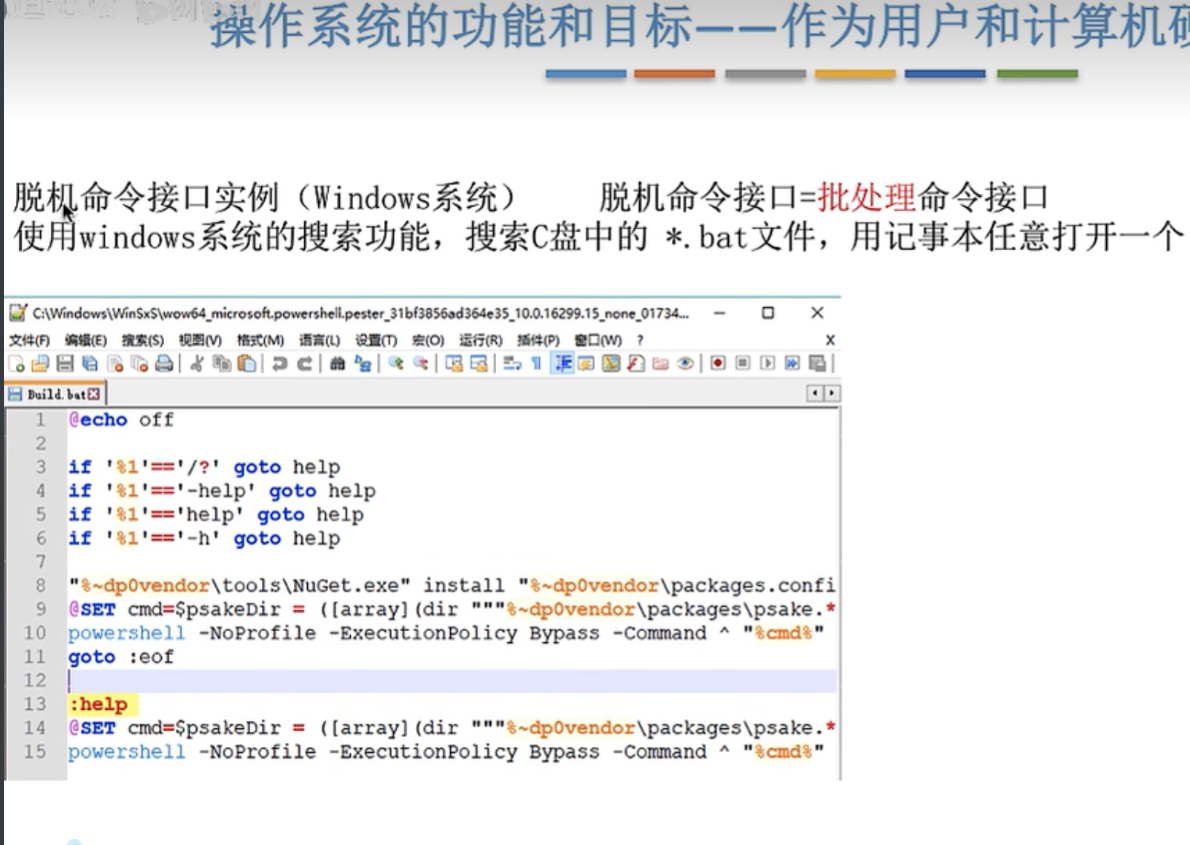 操作系统的功能和目标——作为用户和计算机
脱机命令接口实例（Windows系统） 脱机命令接口=批处理命令接口
使用windows系统的搜索功能，搜索C盘中的 *.bat文件，用记事本任意打开一个
C:\Windows\WinSxS\wow64_microsoft.powershell.pester_31bf3856ad364e35_10.0.16299.15_none_01734...
文件(F) 编辑(E) 搜索(S) 视图(V) 格式(M) 语言(L) 设置(T) 宏(O) 运行(R) 插件(P) 窗口(W) ? X
Build.bat
1 @echo off
2
3 if '%1'=='/?' goto help
4 if '%1'=='-help' goto help
5 if '%1'=='help' goto help
6 if '%1'=='-h' goto help
7
8 "%~dp0vendor\tools\NuGet.exe" install "%~dp0vendor\packages.confi
9 @SET cmd=$psakeDir = ([array](dir """%~dp0vendor\packages\psake.*
10 powershell -NoProfile -ExecutionPolicy Bypass -Command ^ "%cmd%"
11 goto :eof
12
13 :help
14 @SET cmd=$psakeDir = ([array](dir """%~dp0vendor\packages\psake.*
15 powershell -NoProfile -ExecutionPolicy Bypass -Command ^ "%cmd%"